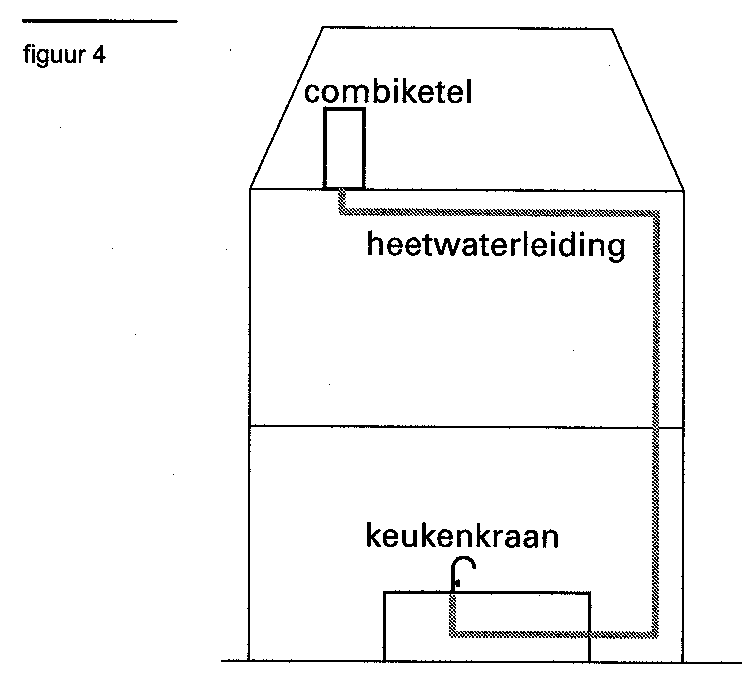 figuur 4
combiketel
heetwaterleiding
keukenkraan